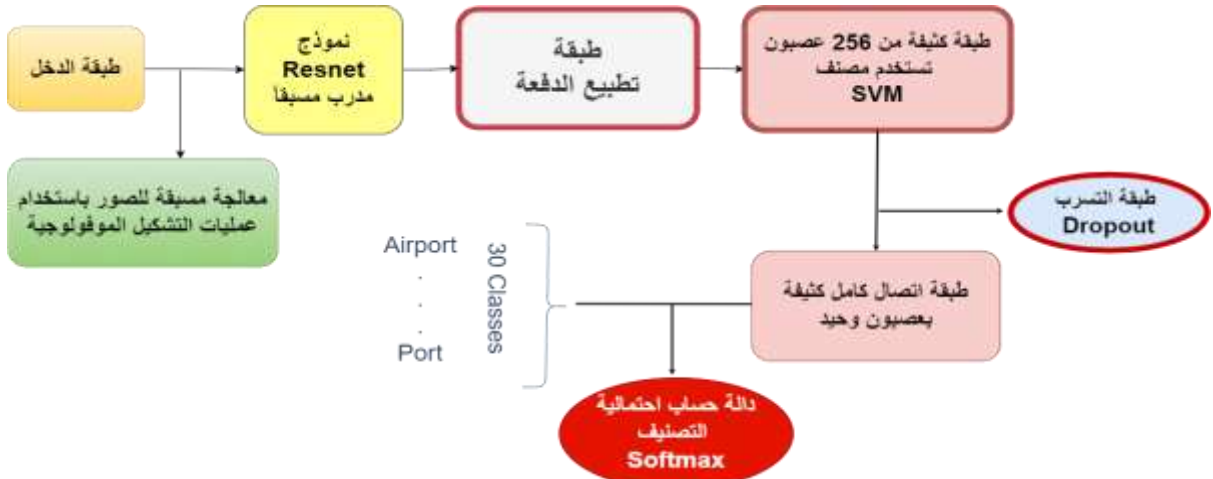 طبقة الدخل
نموذج
Resnet
مدرب مسبقاً
طبقة
تطبيع الدفعة
طبقة كثيفة من 256 عصبون
تستخدم مصنف
SVM
معالجة مسبقة للصور باستخدام
عمليات التشكيل الموفولوجية
طبقة التسرب
Dropout
طبقة اتصال كامل كثيفة
بعصبون وحيد
30 Classes
Airport
.
.
.
Port
دالة حساب احتمالية
التصنيف
Softmax